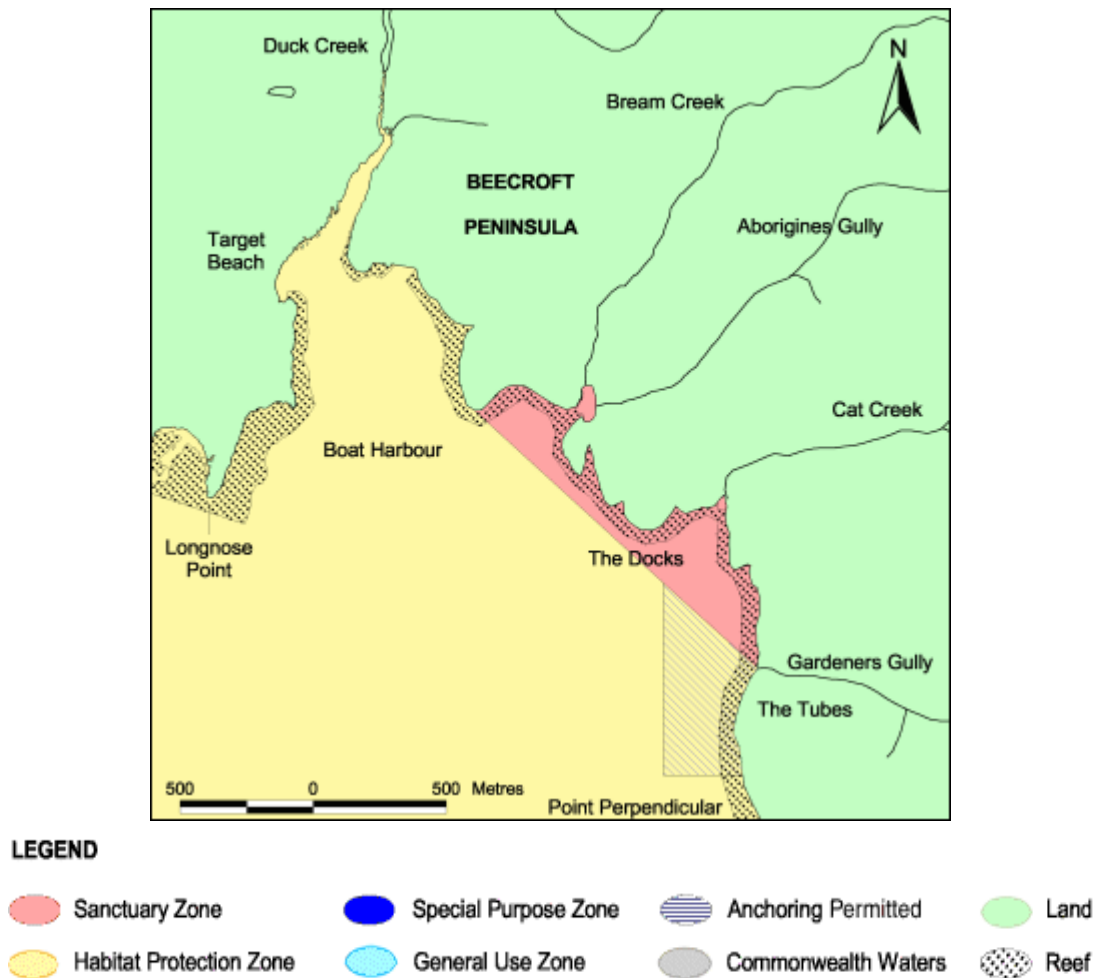 Duck Creek
N
Bream Creek
BEECROFT
PENINSULA
Aborigines Gully
Target
Beach
Cat Creek
Boat Harbour
Longnose
Point
The Docks
Gardeners Gully
The Tubes
500 0 500 Metres
Point Perpendicular
LEGEND
Sanctuary Zone
Special Purpose Zone
Anchoring Permitted
Land
Habitat Protection Zone
General Use Zone
Commonwealth Waters
Reef